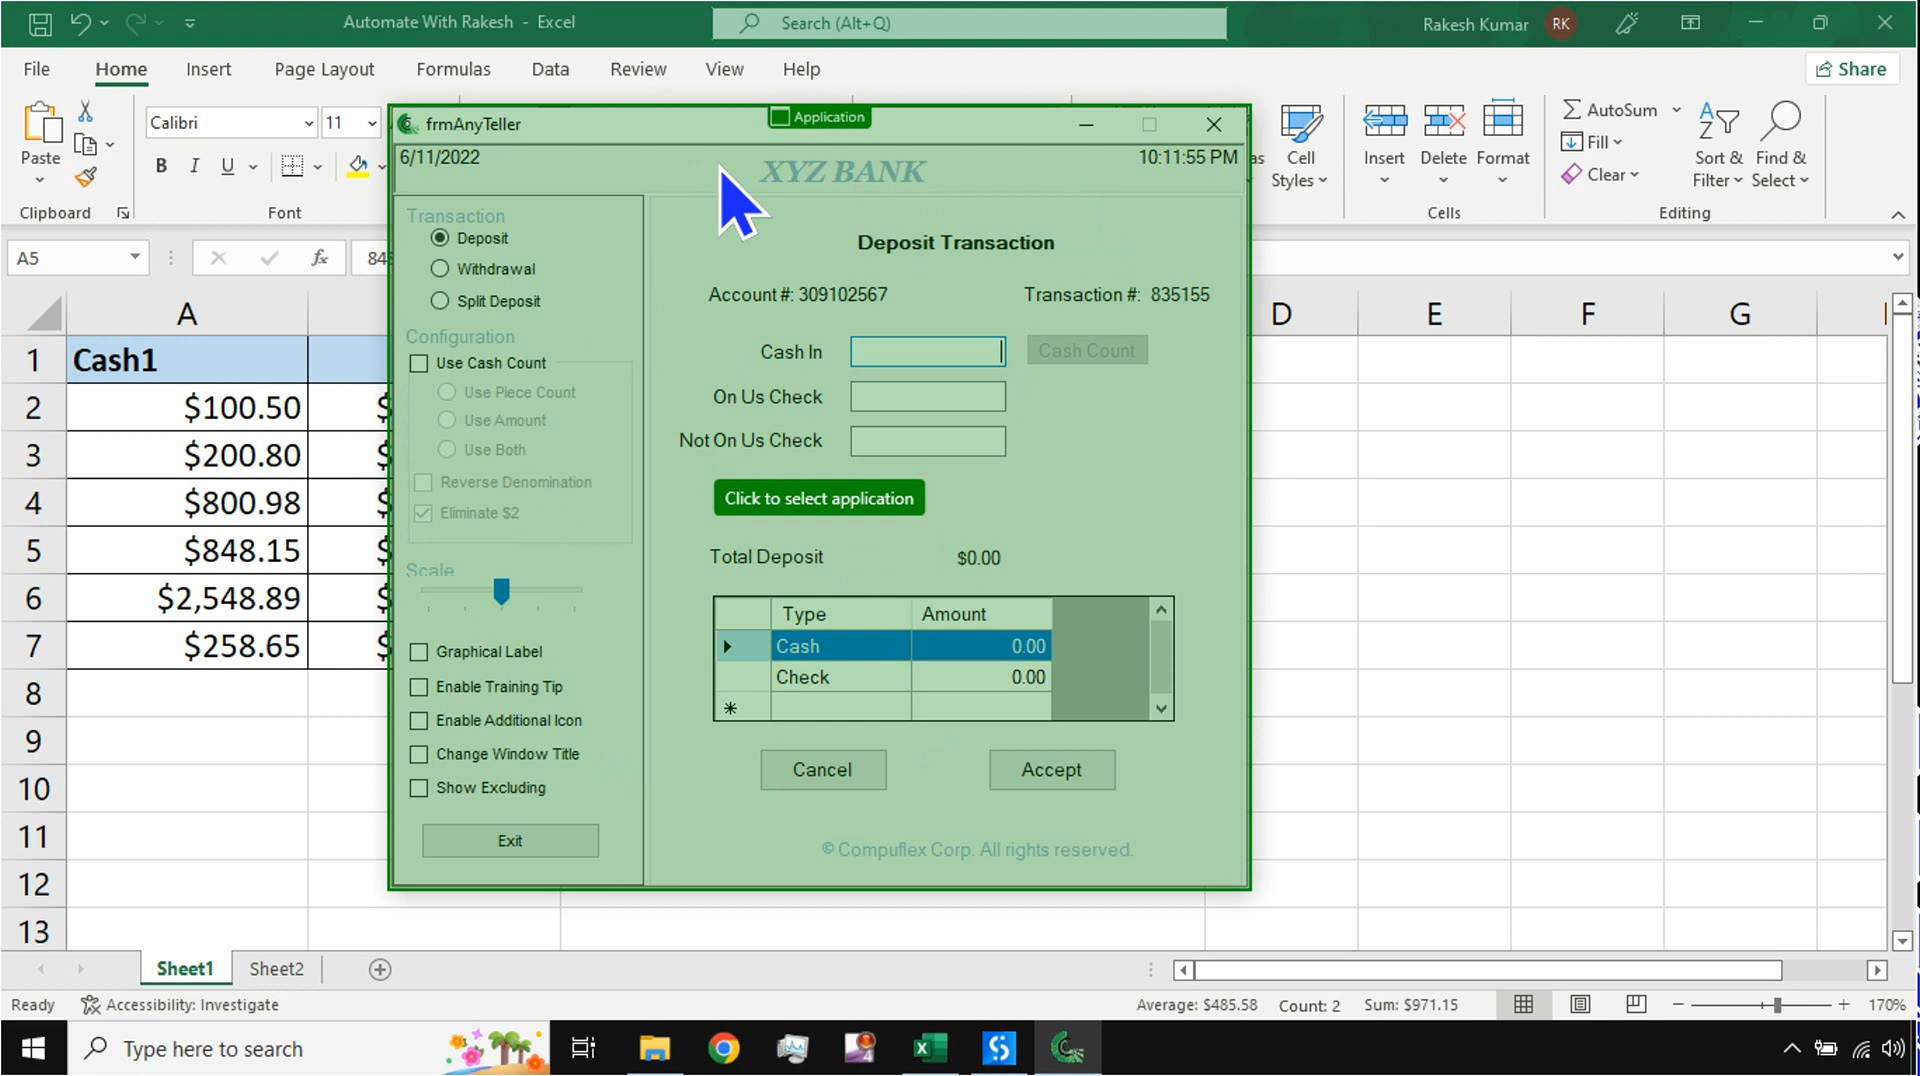 Automate With Rakesh - Excel
Search (Alt+Q)
Rakesh Kumar RK
File Home Insert Page Layout Formulas Data Review View Help
Share
Paste
Clipboard
Calibri 11
B I U
Font
Cell
Styles
Insert Delete Format
Cells
AutoSum
Fill
Clear
Sort &
Filter
Find &
Select
Editing
A5
fx
frmAnyTeller
Application
6/11/2022
XYZ BANK
10:11:55 PM
Transaction
Deposit
Withdrawal
Split Deposit
Configuration
Use Cash Count
Use Piece Count
Use Amount
Use Both
Reverse Denomination
Eliminate $2
Scale
Graphical Label
Enable Training Tip
Enable Additional Icon
Change Window Title
Show Excluding
Exit
Deposit Transaction
Account #: 309102567 Transaction #: 835155
Cash In
Cash Count
On Us Check
Not On Us Check
Click to select application
Total Deposit $0.00
Type Amount
Cash 0.00
Check 0.00
Cancel Accept
© Compuflex Corp. All rights reserved.
A D E F G
1 Cash1
2 $100.50
3 $200.80
4 $800.98
5 $848.15
6 $2,548.89
7 $258.65
8
9
10
11
12
13
Sheet1 Sheet2
Ready Accessibility: Investigate
Average: $485.58 Count: 2 Sum: $971.15
170%
Type here to search